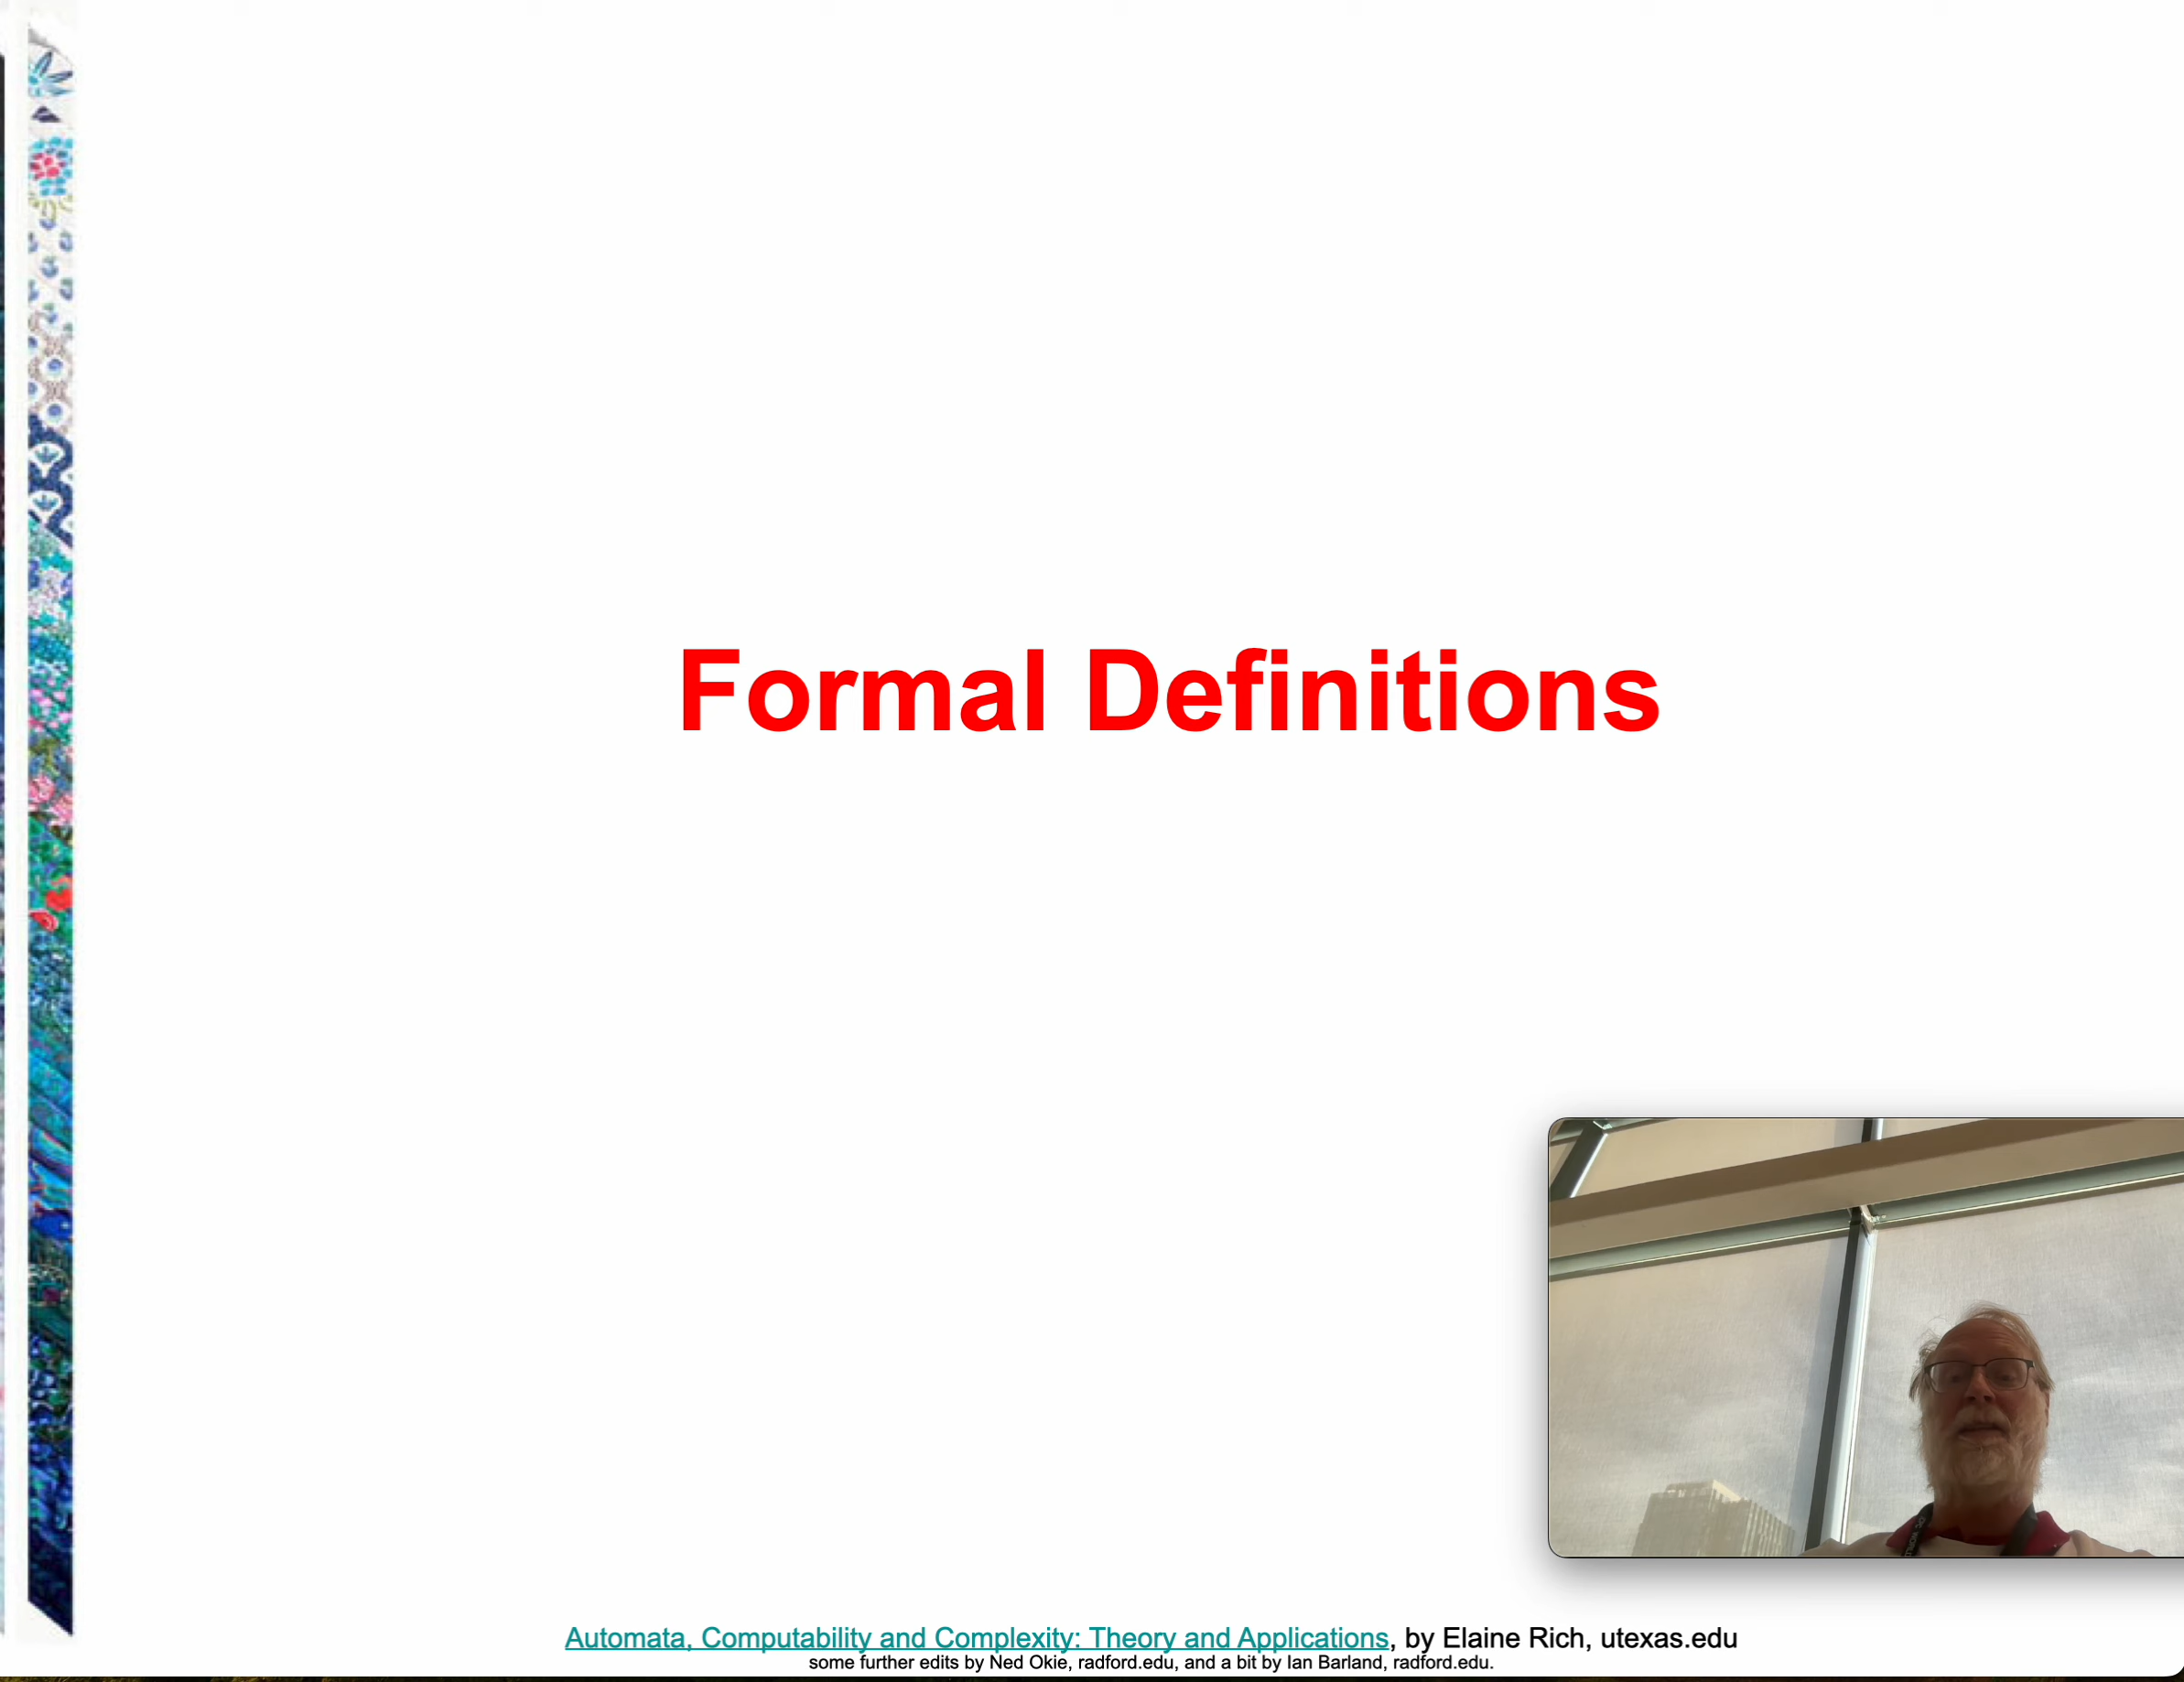 Formal Definitions
Automata, Computability and Complexity: Theory and Applications, by Elaine Rich, utexas.edu
some further edits by Ned Okie, radford.edu, and a bit by Ian Barland, radford.edu.